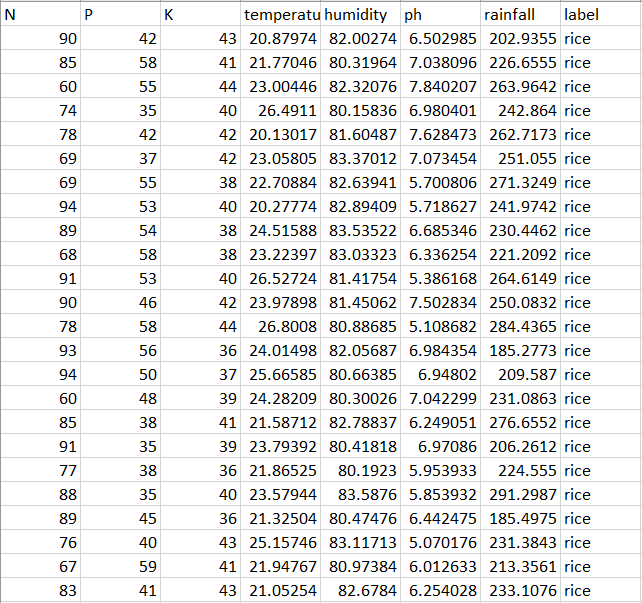 N P K temperatu humidity ph rainfall label
90 42 43 20.87974 82.00274 6.502985 202.9355 rice
85 58 41 21.77046 80.31964 7.038096 226.6555 rice
60 55 44 23.00446 82.32076 7.840207 263.9642 rice
74 35 40 26.4911 80.15836 6.980401 242.864 rice
78 42 42 20.13017 81.60487 7.628473 262.7173 rice
69 37 42 23.05805 83.37012 7.073454 251.055 rice
69 55 38 22.70884 82.63941 5.700806 271.3249 rice
94 53 40 20.27774 82.89409 5.718627 241.9742 rice
89 54 38 24.51588 83.53522 6.685346 230.4462 rice
68 58 38 23.22397 83.03323 6.336254 221.2092 rice
91 53 40 26.52724 81.41754 5.386168 264.6149 rice
90 46 42 23.97898 81.45062 7.502834 250.0832 rice
78 58 44 26.8008 80.88685 5.108682 284.4365 rice
93 56 36 24.01498 82.05687 6.984354 185.2773 rice
94 50 37 25.66585 80.66385 6.94802 209.587 rice
60 48 39 24.28209 80.30026 7.042299 231.0863 rice
85 38 41 21.58712 82.78837 6.249051 276.6552 rice
91 35 39 23.79392 80.41818 6.97086 206.2612 rice
77 38 36 21.86525 80.1923 5.953933 224.555 rice
88 35 40 23.57944 83.5876 5.853932 291.2987 rice
89 45 36 21.32504 80.47476 6.442475 185.4975 rice
76 40 43 25.15746 83.11713 5.070176 231.3843 rice
67 59 41 21.94767 80.97384 6.012633 213.3561 rice
83 41 43 21.05254 82.6784 6.254028 233.1076 rice